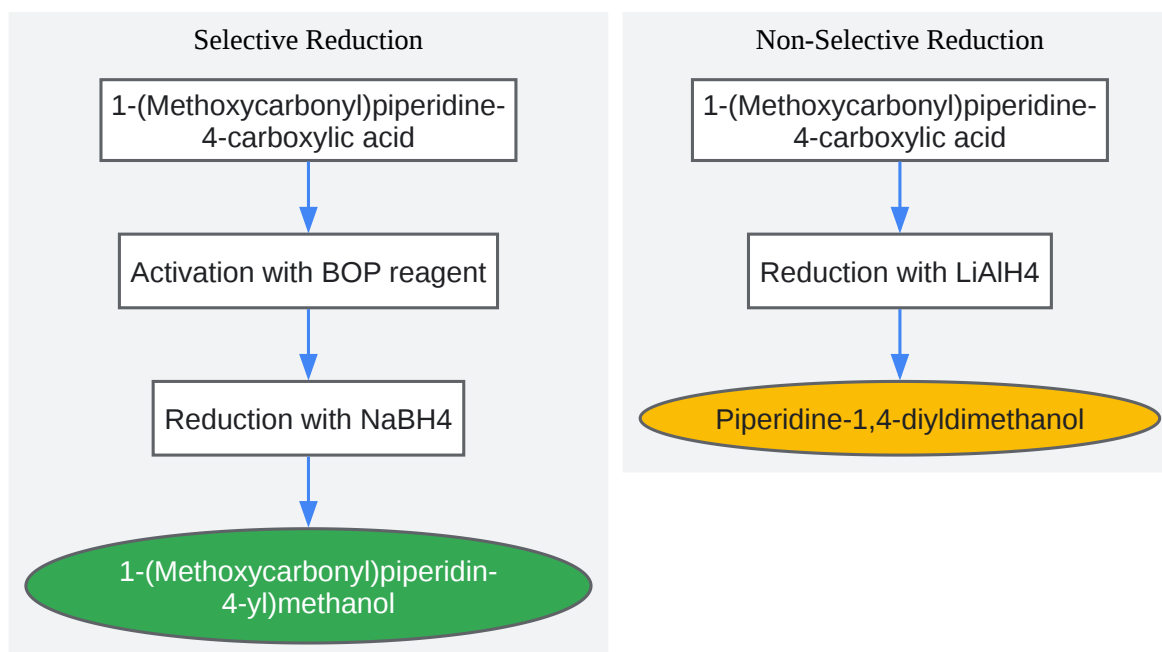 Selective Reduction
1-(Methoxycarbonyl)piperidine-
4-carboxylic acid
Activation with BOP reagent
Reduction with NaBH4
1-(Methoxycarbonyl)piperidin-
4-yl)methanol
Non-Selective Reduction
1-(Methoxycarbonyl)piperidine-
4-carboxylic acid
Reduction with LiAlH4
Piperidine-1,4-diyldimethanol